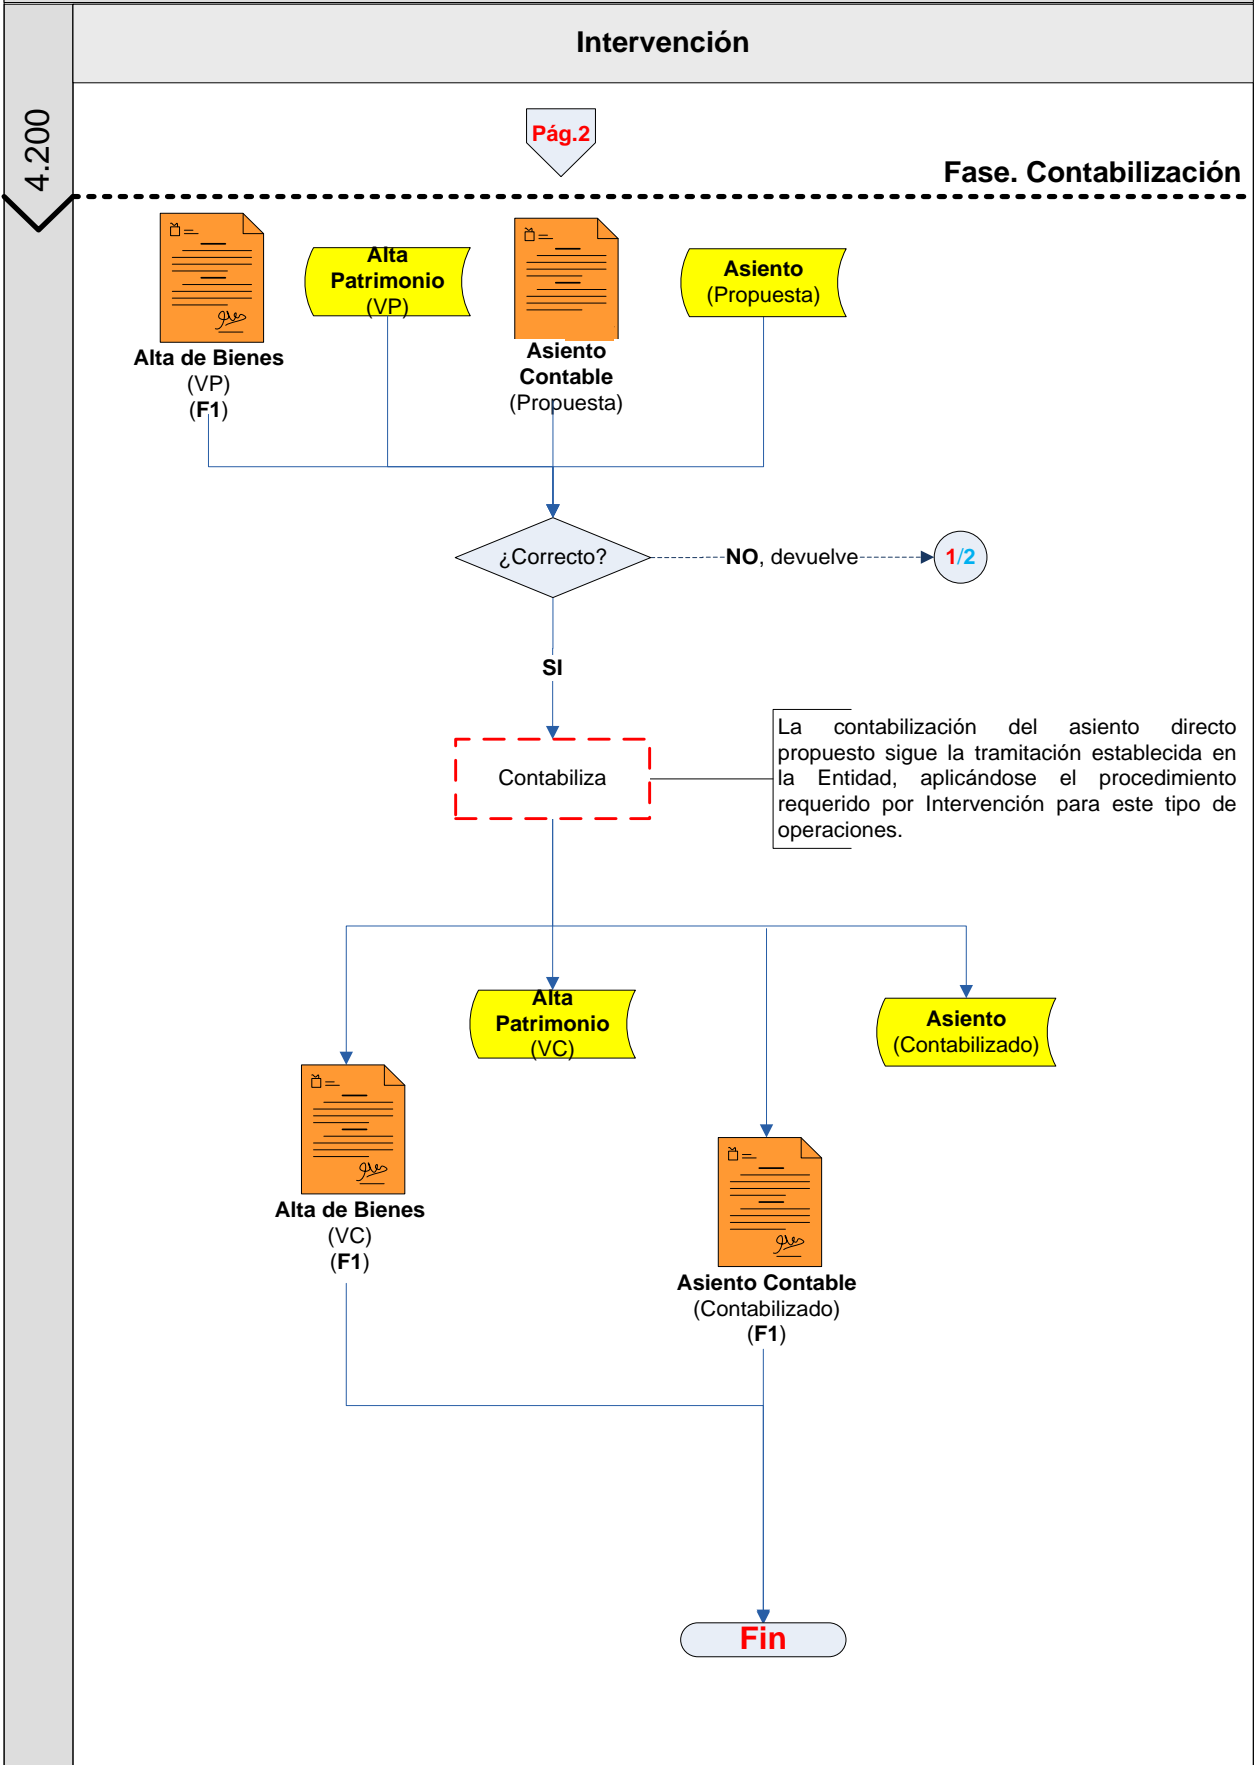 Intervención
4.200
Pág.2
Fase. Contabilización
Alta
Patrimonio
(VP)
Asiento
(Propuesta)
Alta de Bienes
(VP)
(F1)
Asiento
Contable
(Propuesta)
¿Correcto?
NO, devuelve
1/2
SI
Contabiliza
La contabilización del asiento directo
propuesto sigue la tramitación establecida en
la Entidad, aplicándose el procedimiento
requerido por Intervención para este tipo de
operaciones.
Alta
Patrimonio
(VC)
Asiento
(Contabilizado)
Alta de Bienes
(VC)
(F1)
Asiento Contable
(Contabilizado)
(F1)
Fin